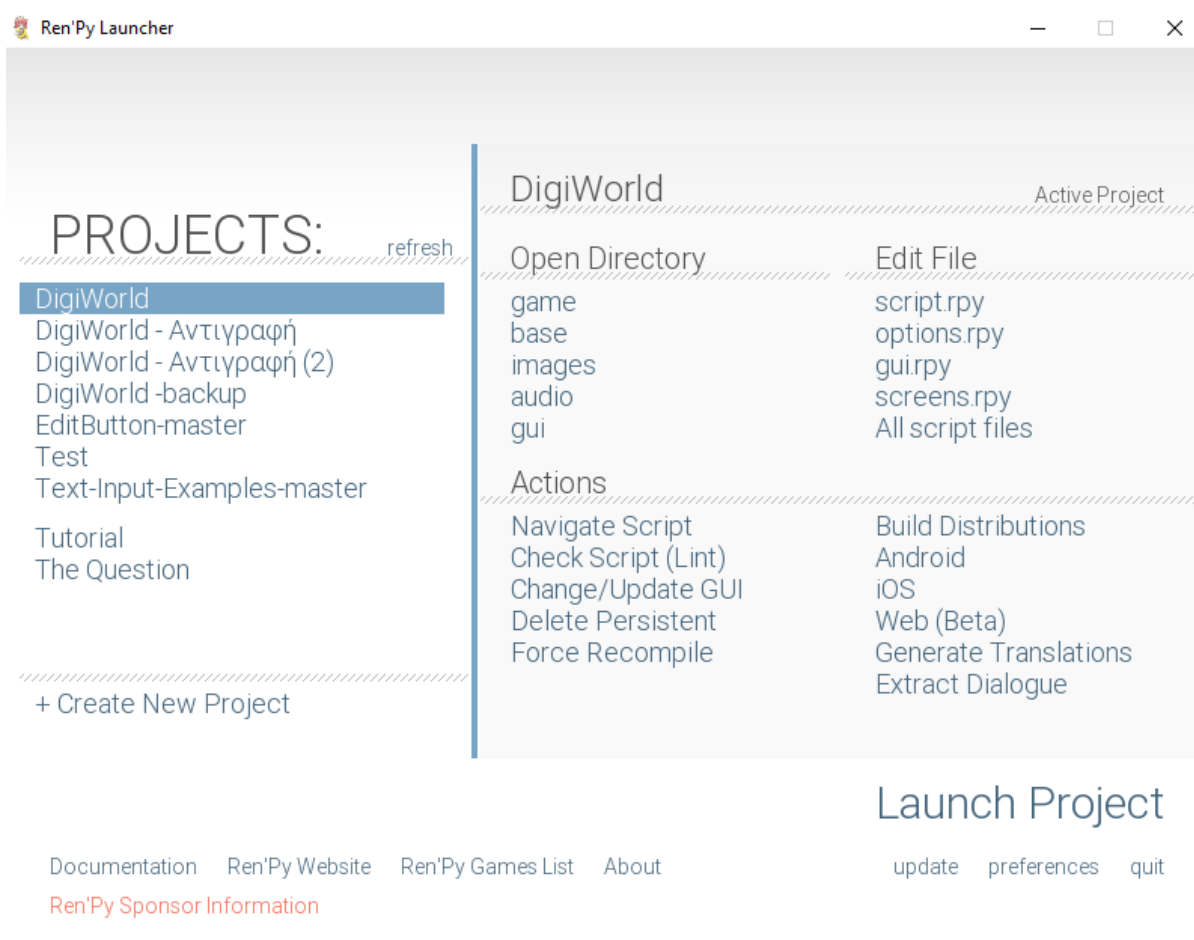 Ren'Py Launcher
PROJECTS:
refresh
DigiWorld
DigiWorld - Αντιγραφή
DigiWorld - Αντιγραφή (2)
DigiWorld -backup
EditButton-master
Test
Text-Input-Examples-master
Tutorial
The Question
+ Create New Project
DigiWorld
Active Project
Open Directory
game
base
images
audio
gui
Edit File
script.rpy
options.rpy
gui.rpy
screens.rpy
All script files
Actions
Navigate Script
Check Script (Lint)
Change/Update GUI
Delete Persistent
Force Recompile
Build Distributions
Android
iOS
Web (Beta)
Generate Translations
Extract Dialogue
Launch Project
Documentation Ren'Py Website Ren'Py Games List About
update preferences quit
Ren'Py Sponsor Information